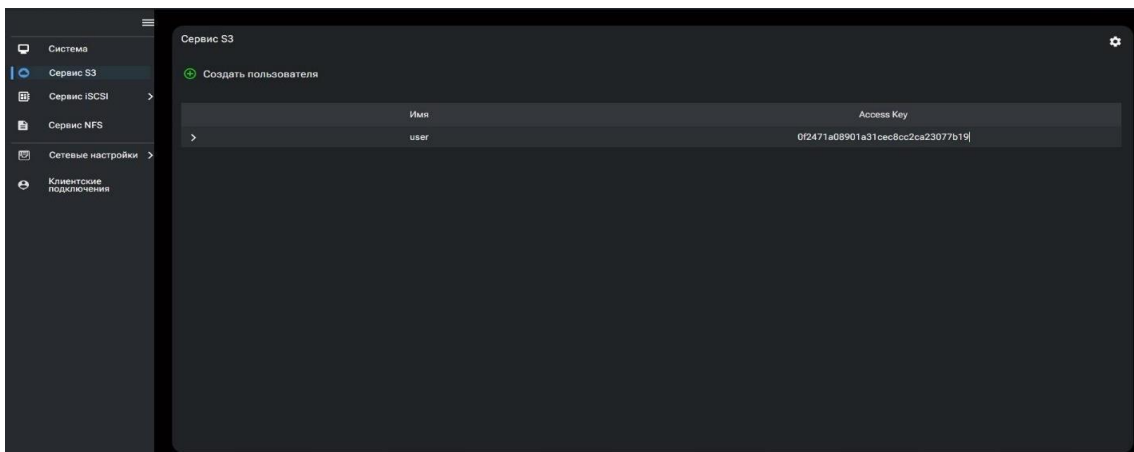 Система
Сервис S3
Сервис iSCSI
Сервис NFS
Сетевые настройки
Клиентские
подключения
Сервис S3
Создать пользователя
Имя Access Key
user 0f2471a08901a31cec8cc2ca23077b19